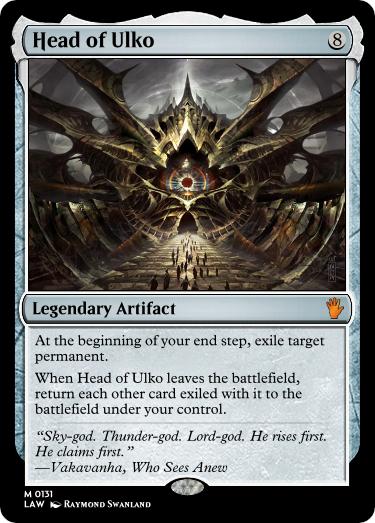 Head of Ulko 8
Legendary Artifact
At the beginning of your end step, exile target
permanent.
When Head of Ulko leaves the battlefield,
return each other card exiled with it to the
battlefield under your control.
“Sky-god. Thunder-god. Lord-god. He rises first.
He claims first.”
—Vakavanha, Who Sees Anew
M 0131
LAW Raymond Swanland